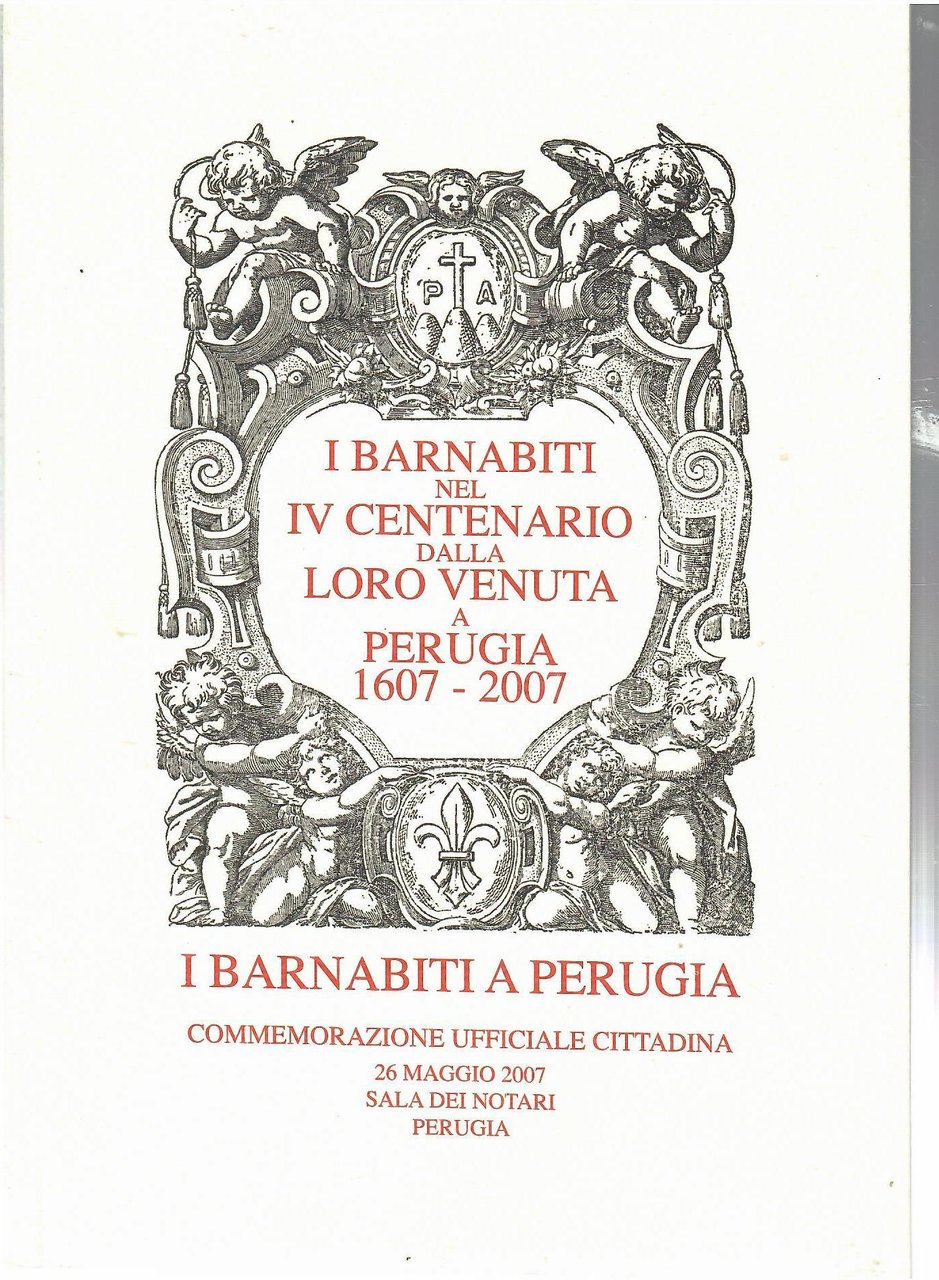 P A
I BARNABITI
NEL
IV CENTENARIO
DALLA
LORO VENUTA
A
PERUGIA
1607 - 2007
I BARNABITI A PERUGIA
COMMEMORAZIONE UFFICIALE CITTADINA
26 MAGGIO 2007
SALA DEI NOTARI
PERUGIA